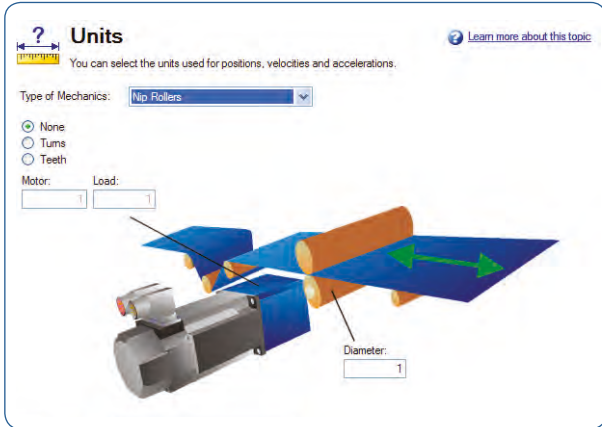 ?
Units
Learn more about this topic
You can select the units used for positions, velocities and accelerations.
Type of Mechanics: Nip Rollers
None
Turns
Teeth
Motor: Load:
1 1
Diameter:
1